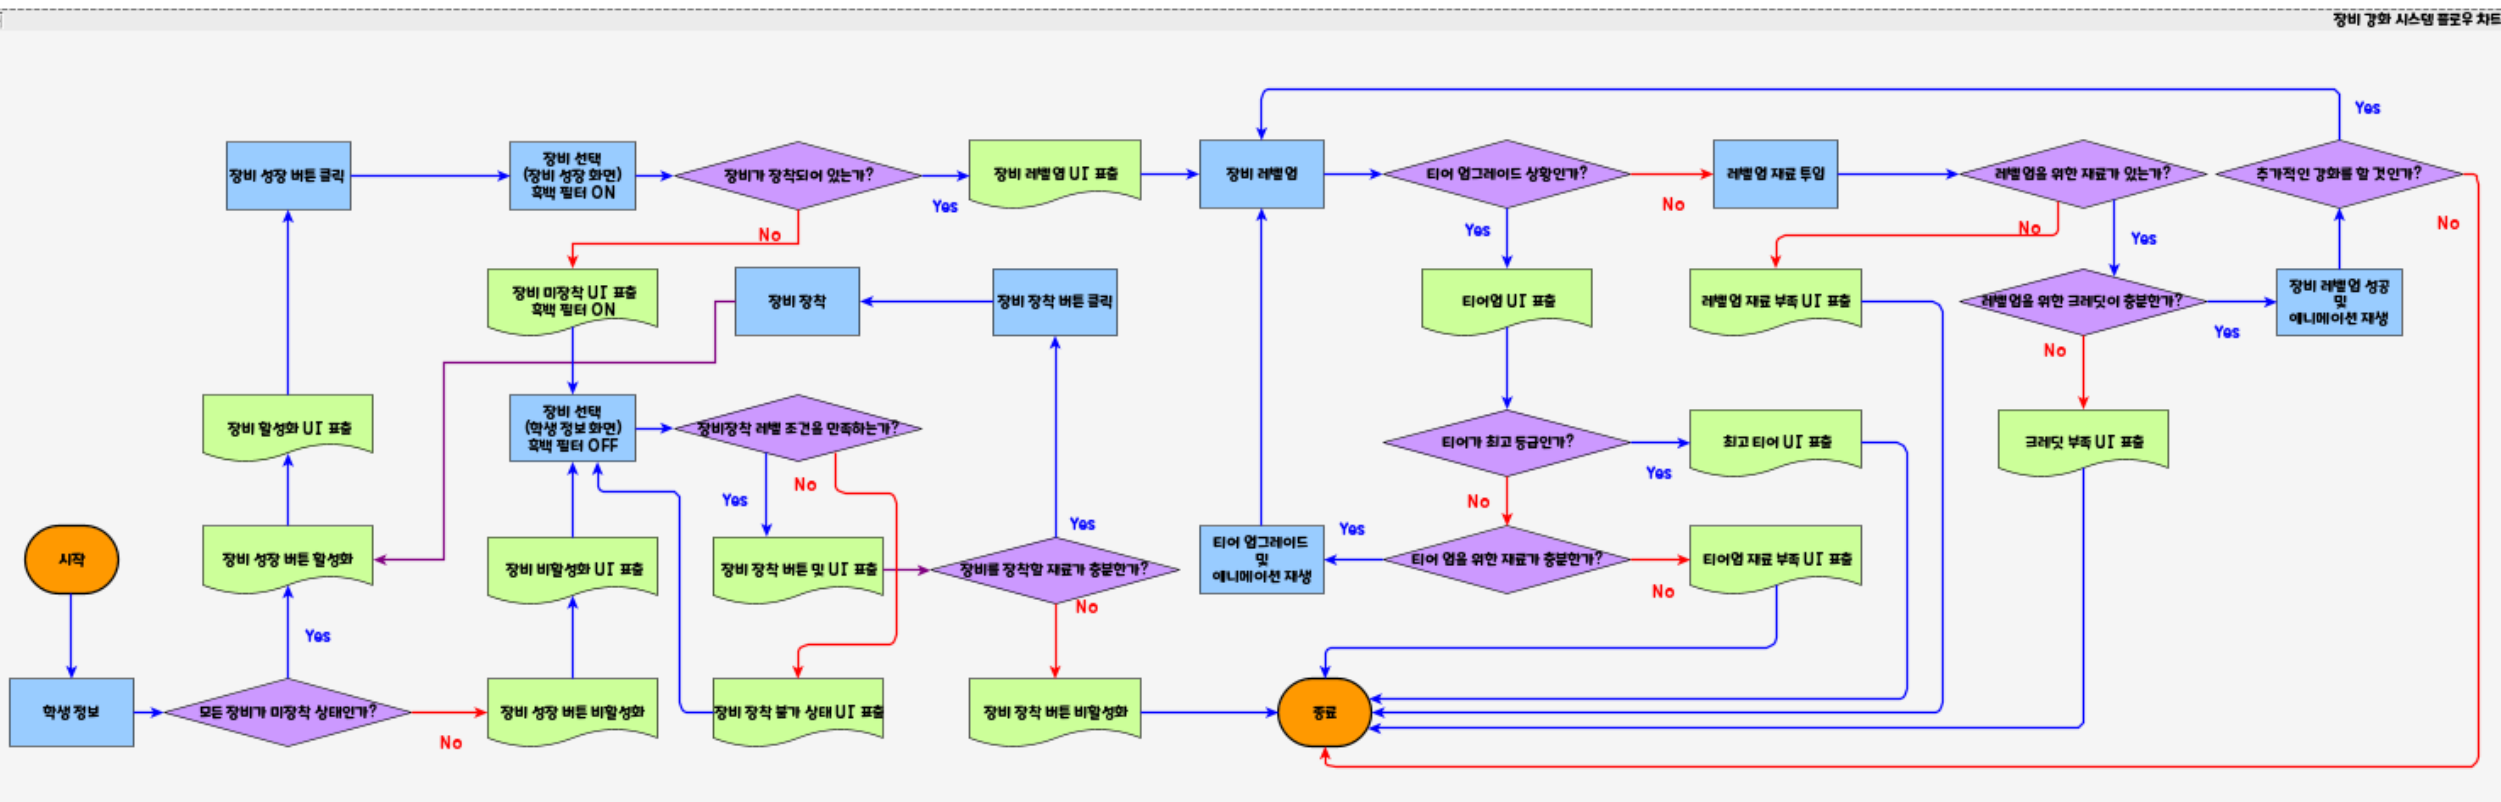 장비 강화 시스템 플로우 차트
Yes
장비 성장 버튼 클릭
장비 선택
(장비 성장 화면)
흑백 필터 ON
장비가 장착되어 있는가?
Yes
No
장비 레벨업 UI 표출
장비 레벨업
티어 업그레이드 상황인가?
No
Yes
레벨업 재료 투입
레벨업을 위한 재료가 있는가?
No
Yes
추가적인 강화를 할 것인가?
No
장비 미장착 UI 표출
흑백 필터 ON
장비 장착
장비 장착 버튼 클릭
티어업 UI 표출
레벨업 재료 부족 UI 표출
레벨업을 위한 크레딧이 충분한가?
Yes
No
장비 레벨업 성공
및
애니메이션 재생
장비 활성화 UI 표출
장비 선택
(학생 정보 화면)
흑백 필터 OFF
장비장착 레벨 조건을 만족하는가?
Yes
No
티어가 최고 등급인가?
Yes
No
최고 티어 UI 표출
크레딧 부족 UI 표출
시작
장비 성장 버튼 활성화
장비 비활성화 UI 표출
장비 장착 버튼 및 UI 표출
장비를 장착할 재료가 충분한가?
Yes
No
티어 업그레이드
및
애니메이션 재생
Yes
티어 업을 위한 재료가 충분한가?
No
티어업 재료 부족 UI 표출
학생 정보
모든 장비가 미장착 상태인가?
Yes
No
장비 성장 버튼 비활성화
장비 장착 불가 상태 UI 표출
장비 장착 버튼 비활성화
종료